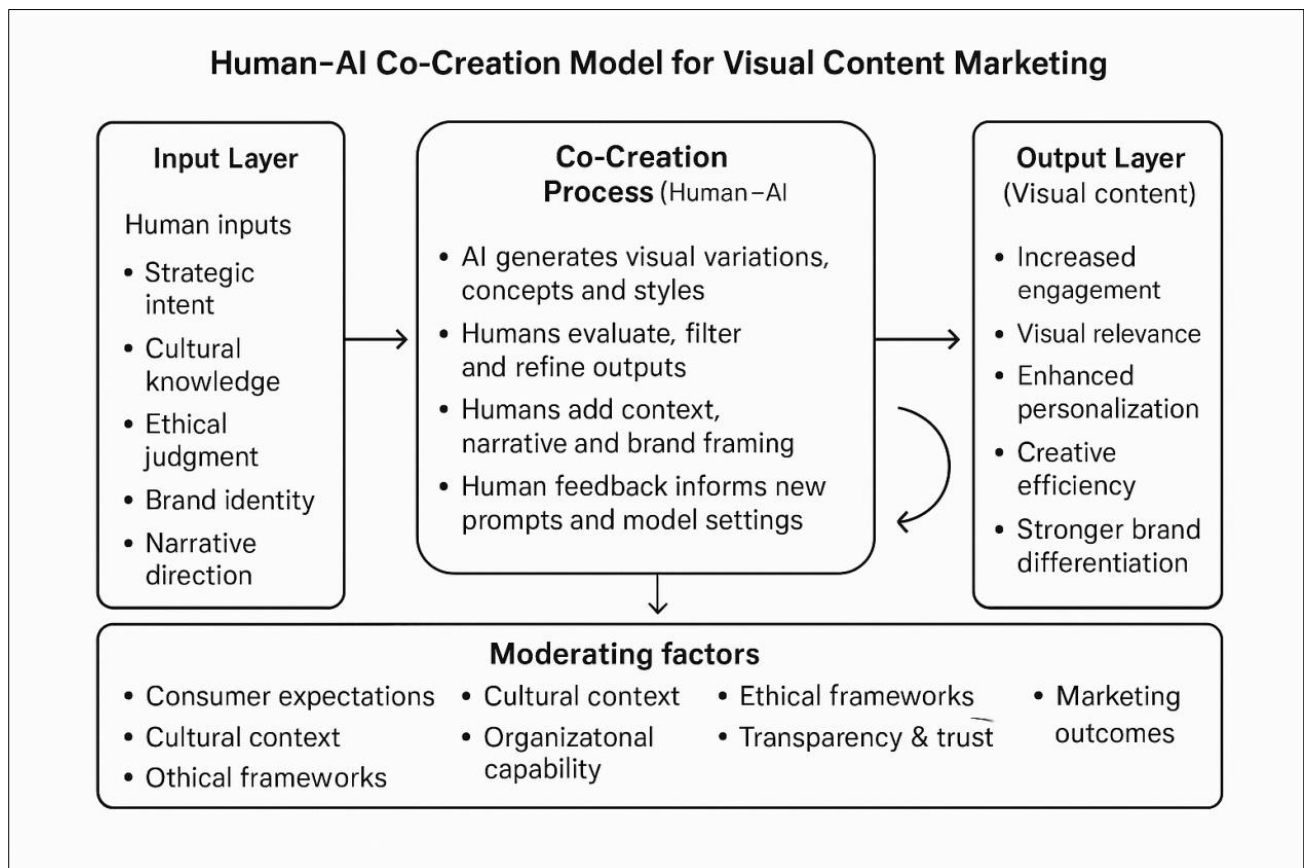 Human–AI Co-Creation Model for Visual Content Marketing
Input Layer
Human inputs
• Strategic
intent
• Cultural
knowledge
• Ethical
judgment
• Brand identity
• Narrative
direction
Co-Creation
Process (Human–AI
• AI generates visual variations,
concepts and styles
• Humans evaluate, filter
and refine outputs
• Humans add context,
narrative and brand framing
• Human feedback informs new
prompts and model settings
Output Layer
(Visual content)
• Increased
engagement
• Visual relevance
• Enhanced
personalization
• Creative
efficiency
• Stronger brand
differentiation
Moderating factors
• Consumer expectations
• Cultural context
• Othical frameworks
• Cultural context
• Organizatonal
capability
• Ethical frameworks
• Transparency & trust
• Marketing
outcomes